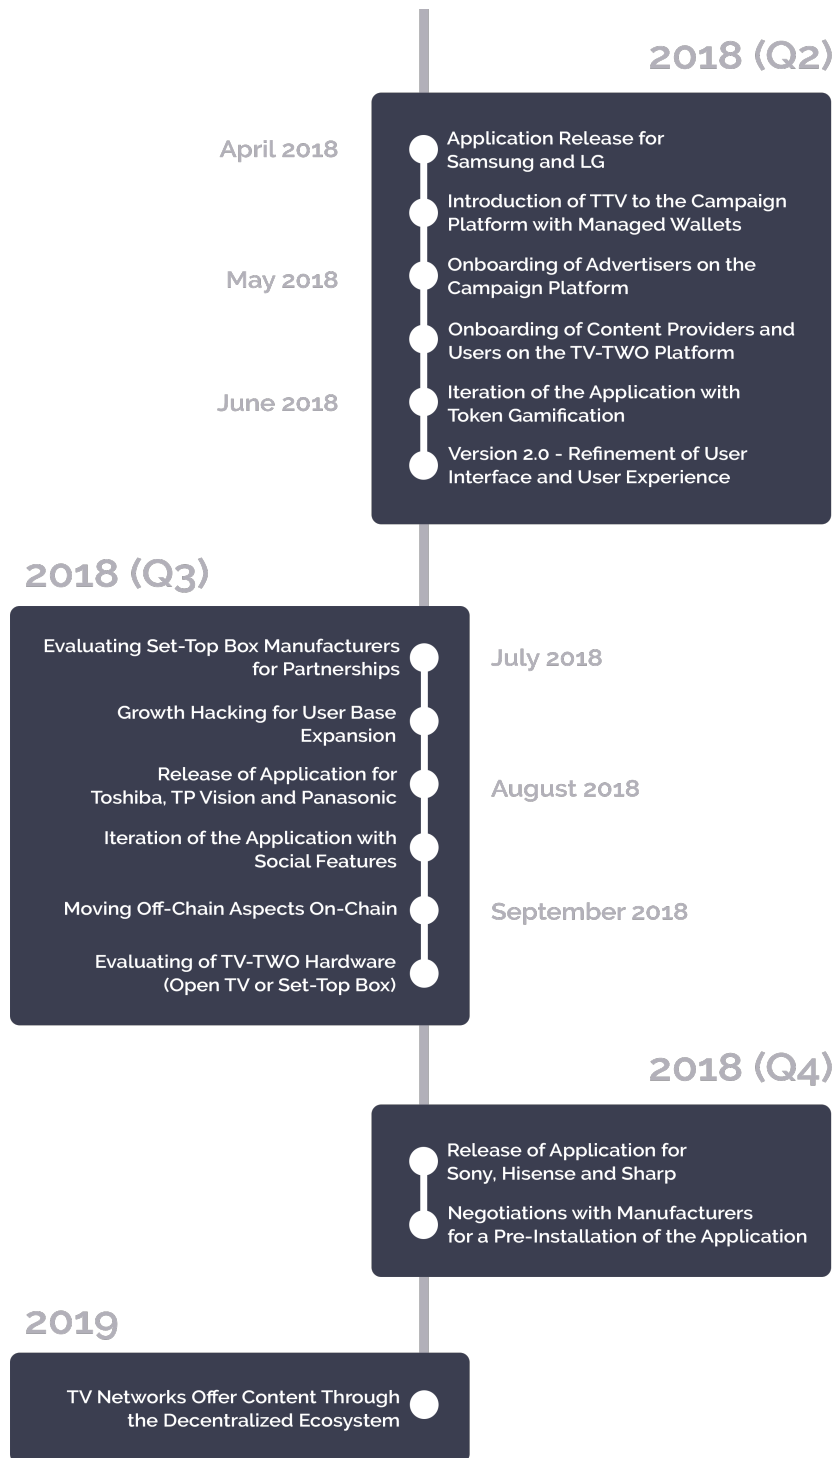 2018 (Q2)
April 2018
Application Release for
Samsung and LG
Introduction of TTV to the Campaign
Platform with Managed Wallets
May 2018
Onboarding of Advertisers on the
Campaign Platform
Onboarding of Content Providers and
Users on the TV-TWO Platform
June 2018
Iteration of the Application with
Token Gamification
Version 2.0 - Refinement of User
Interface and User Experience
2018 (Q3)
Evaluating Set-Top Box Manufacturers
for Partnerships
July 2018
Growth Hacking for User Base
Expansion
Release of Application for
Toshiba, TP Vision and Panasonic
August 2018
Iteration of the Application with
Social Features
Moving Off-Chain Aspects On-Chain
September 2018
Evaluating of TV-TWO Hardware
(Open TV or Set-Top Box)
2018 (Q4)
Release of Application for
Sony, Hisense and Sharp
Negotiations with Manufacturers
for a Pre-Installation of the Application
2019
TV Networks Offer Content Through
the Decentralized Ecosystem